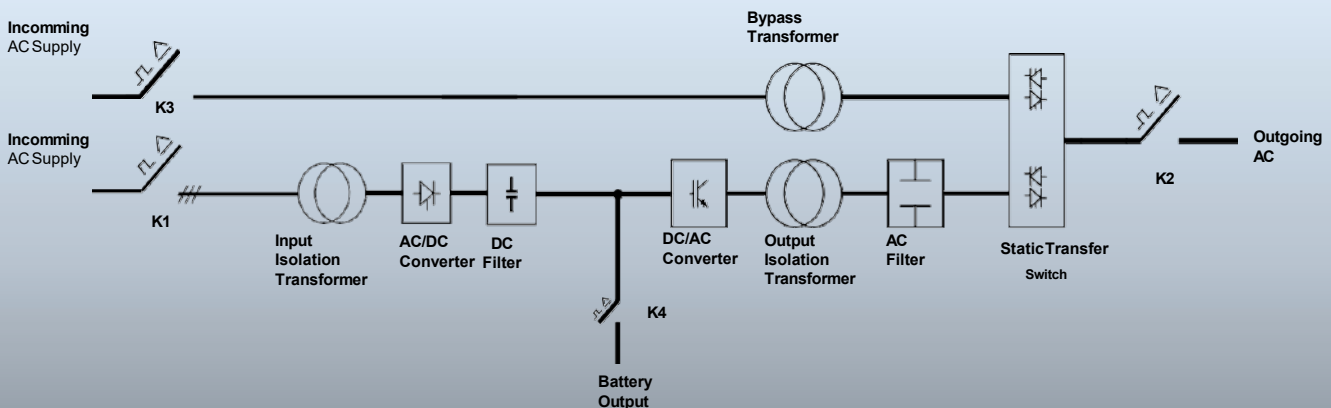 Incomming
AC Supply
K3
Bypass
Transformer
Incomming
AC Supply
K1
Input
Isolation
Transformer
AC/DC
Converter
DC
Filter
K4
Battery
Output
DC/AC
Converter
Output
Isolation
Transformer
AC
Filter
Static Transfer
Switch
K2
Outgoing
AC